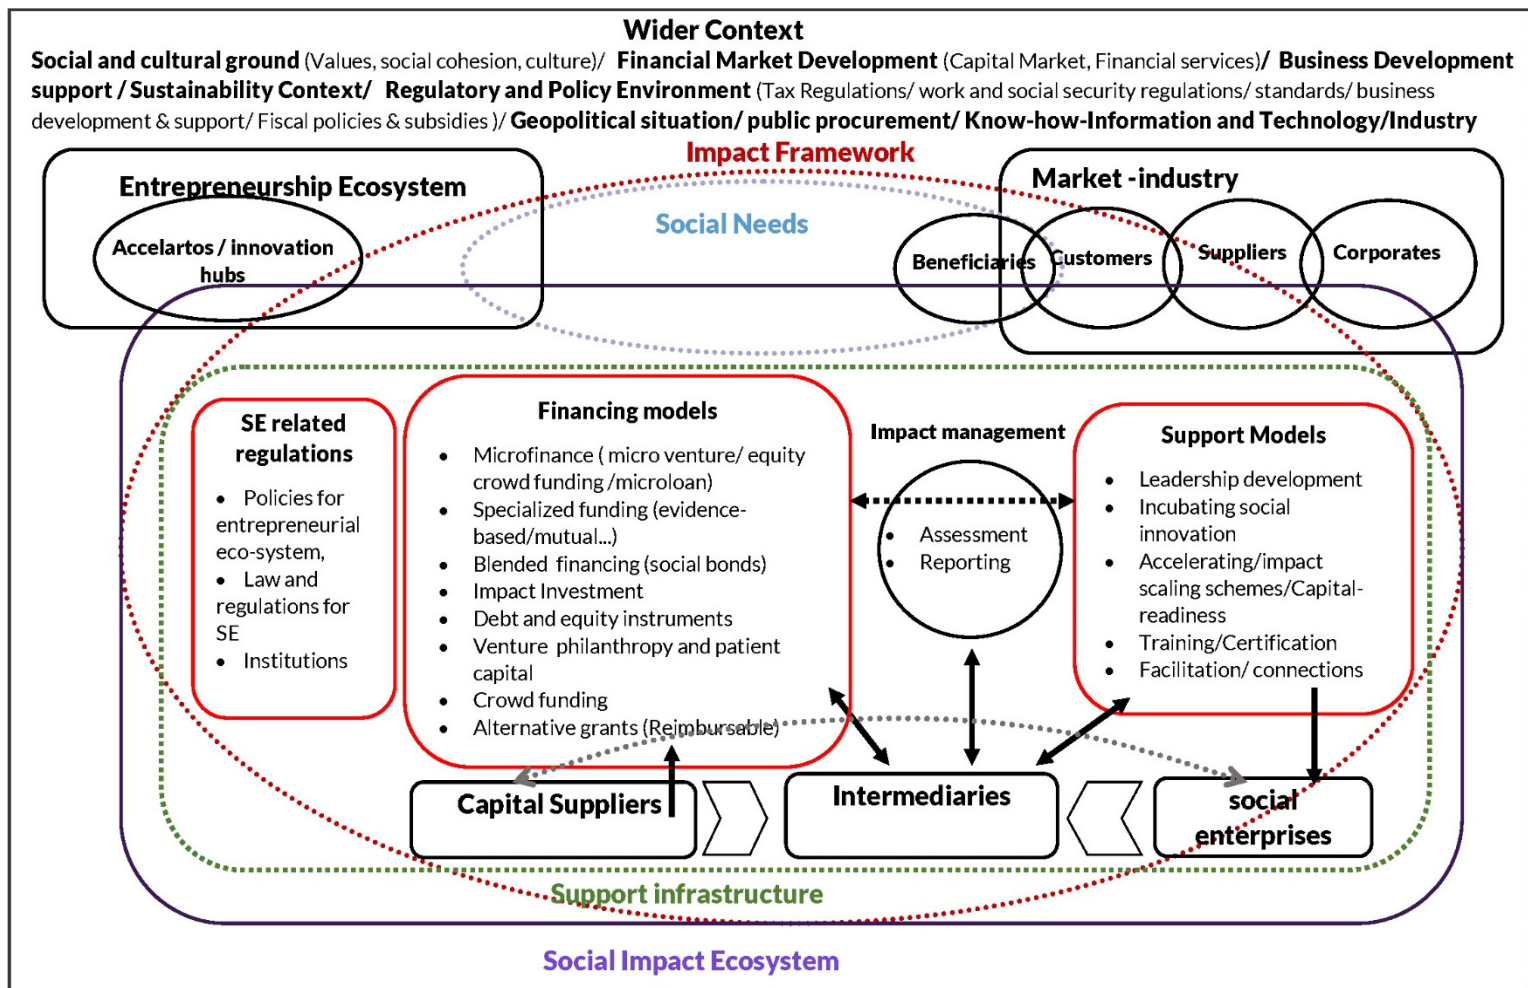 Wider Context
Social and cultural ground (Values, social cohesion, culture)/ Financial Market Development (Capital Market, Financial services)/ Business Development
support / Sustainability Context/ Regulatory and Policy Environment (Tax Regulations/ work and social security regulations/ standards/ business
development & support/ Fiscal policies & subsidies )/ Geopolitical situation/ public procurement/ Know-how-Information and Technology/Industry
Impact Framework
Entrepreneurship Ecosystem
Accelartos / innovation
hubs
Social Needs
Market -industry
Beneficiaries
Customers
Suppliers
Corporates
SE related
regulations
• Policies for
entrepreneurial
eco-system,
• Law and
regulations for
SE
• Institutions
Financing models
• Microfinance ( micro venture/ equity
crowd funding /microloan)
• Specialized funding (evidence-
based/mutual...)
• Blended financing (social bonds)
• Impact Investment
• Debt and equity instruments
• Venture philanthropy and patient
capital
• Crowd funding
• Alternative grants (Reimbursable)
Impact management
• Assessment
• Reporting
Support Models
• Leadership development
• Incubating social
innovation
• Accelerating/impact
scaling schemes/Capital-
readiness
• Training/Certification
• Facilitation/ connections
Capital Suppliers
Intermediaries
social
enterprises
Support infrastructure
Social Impact Ecosystem